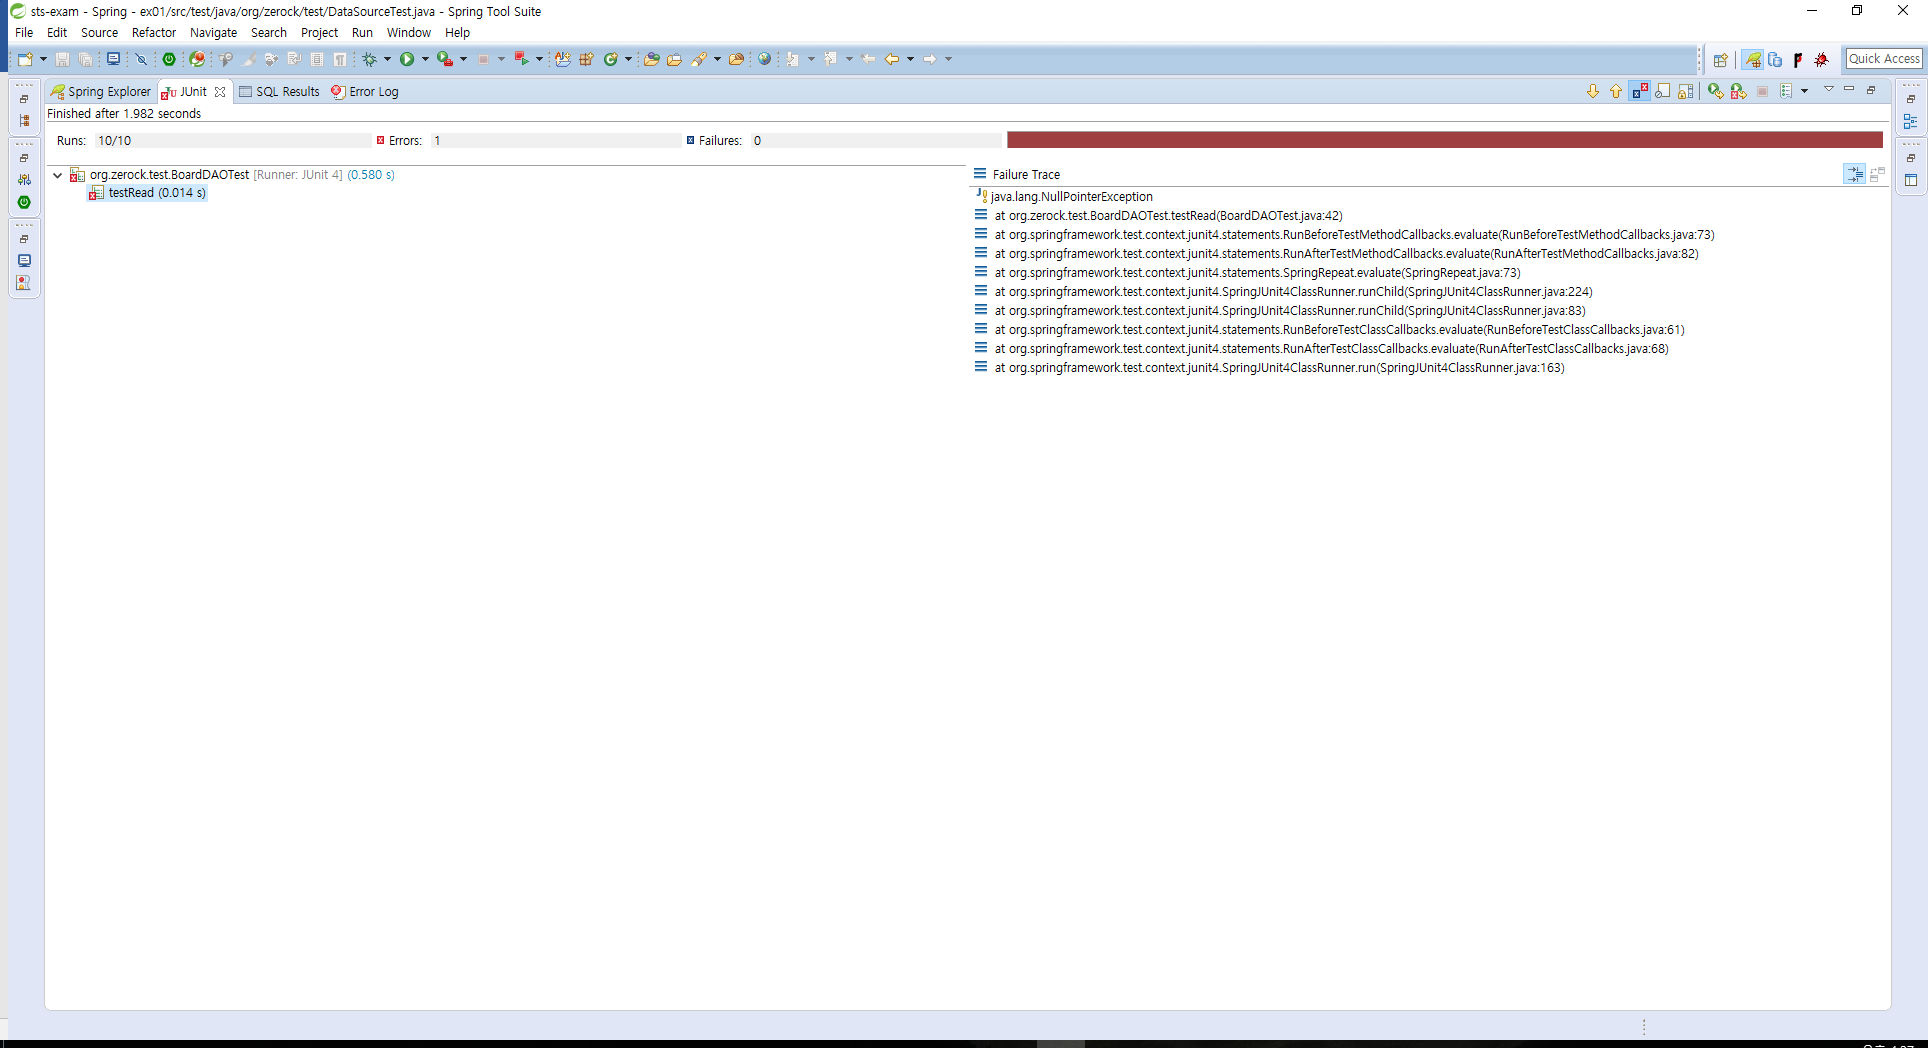 sts-exam - Spring - ex01/src/test/java/org/zerock/test/DataSourceTest.java - Spring Tool Suite
File Edit Source Refactor Navigate Search Project Run Window Help
Quick Access
Spring Explorer JUnit SQL Results Error Log
Finished after 1.982 seconds
Runs: 10/10 Errors: 1 Failures: 0
org.zerock.test.BoardDAOTest [Runner: JUnit 4] (0.580 s)
testRead (0.014 s)
Failure Trace
java.lang.NullPointerException
at org.zerock.test.BoardDAOTest.testRead(BoardDAOTest.java:42)
at org.springframework.test.context.junit4.statements.RunBeforeTestMethodCallbacks.evaluate(RunBeforeTestMethodCallbacks.java:73)
at org.springframework.test.context.junit4.statements.RunAfterTestMethodCallbacks.evaluate(RunAfterTestMethodCallbacks.java:82)
at org.springframework.test.context.junit4.statements.SpringRepeat.evaluate(SpringRepeat.java:73)
at org.springframework.test.context.junit4.SpringJUnit4ClassRunner.runChild(SpringJUnit4ClassRunner.java:224)
at org.springframework.test.context.junit4.SpringJUnit4ClassRunner.runChild(SpringJUnit4ClassRunner.java:83)
at org.springframework.test.context.junit4.statements.RunBeforeTestClassCallbacks.evaluate(RunBeforeTestClassCallbacks.java:61)
at org.springframework.test.context.junit4.statements.RunAfterTestClassCallbacks.evaluate(RunAfterTestClassCallbacks.java:68)
at org.springframework.test.context.junit4.SpringJUnit4ClassRunner.run(SpringJUnit4ClassRunner.java:163)